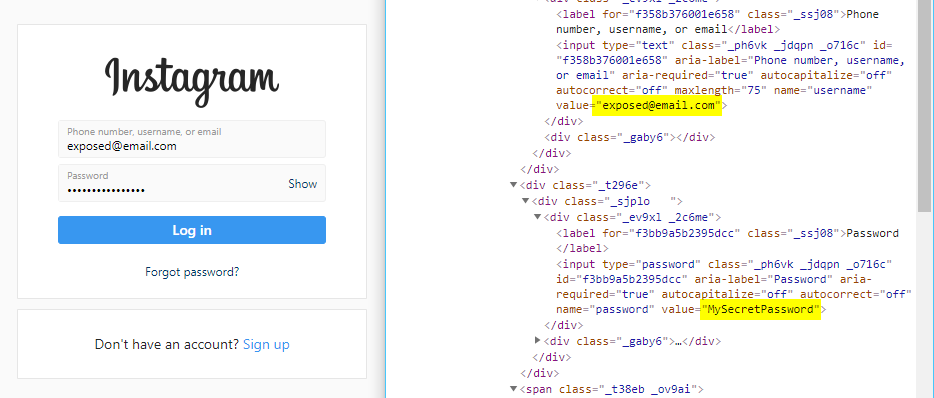 Instagram
Phone number, username, or email
exposed@email.com
Password
••••••••••••••••
Show
Log in
Forgot password?
Don't have an account? Sign up
<label for="f358b376001e658" class="_ssj08">Phone
number, username, or email</label>
<input type="text" class="_ph6vk _jdqpn _o716c" id=
"f358b376001e658" aria-label="Phone number, username,
or email" aria-required="true" autocapitalize="off"
autocorrect="off" maxlength="75" name="username"
value="exposed@email.com">
</div>
<div class="_gaby6"></div>
</div>
</div>
<div class="_t296e">
<div class="_sjplo   ">
<div class="_ev9xl _2c6me">
<label for="f3bb9a5b2395dcc" class="_ssj08">Password
</label>
<input type="password" class="_ph6vk _jdqpn _o716c"
id="f3bb9a5b2395dcc" aria-label="Password" aria-
required="true" autocapitalize="off" autocorrect="off"
name="password" value="MySecretPassword">
</div>
<div class="_gaby6">…</div>
</div>
</div>
<span class="_t38eb _ov9ai">